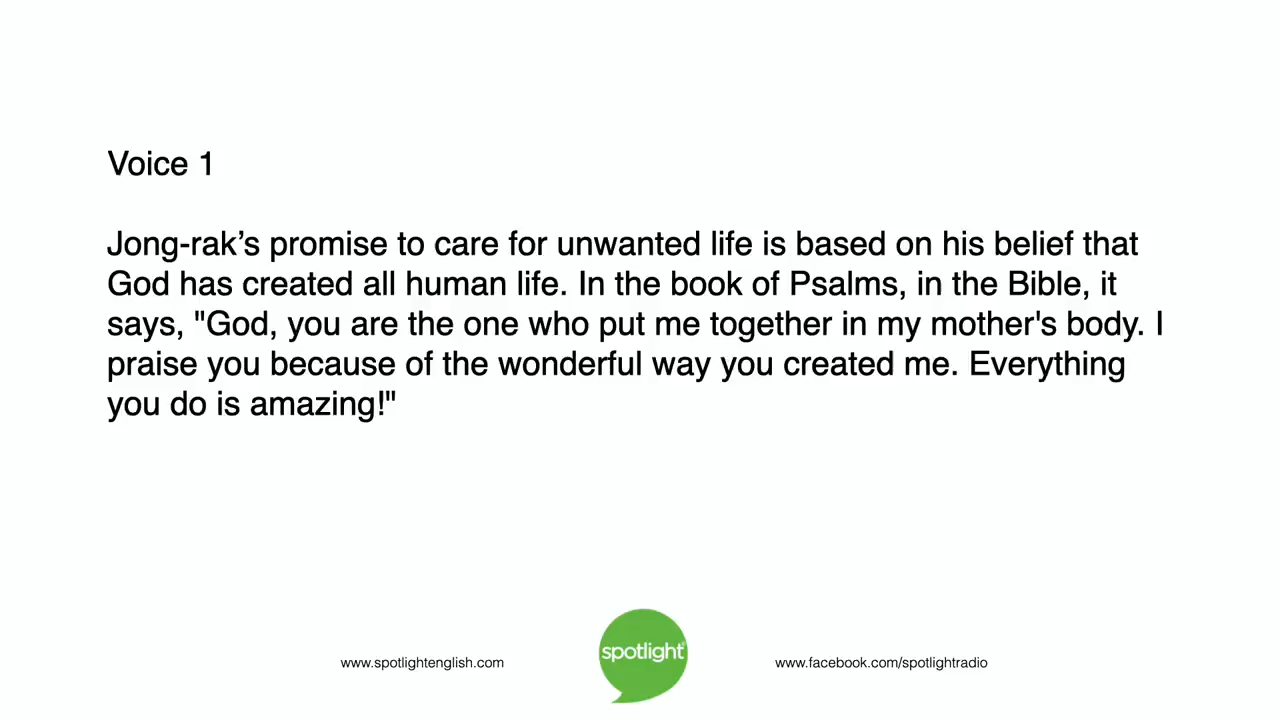 Voice 1
Jong-rak’s promise to care for unwanted life is based on his belief that
God has created all human life. In the book of Psalms, in the Bible, it
says, "God, you are the one who put me together in my mother's body. I
praise you because of the wonderful way you created me. Everything
you do is amazing!"
www.spotlightenglish.com
spotlight
www.facebook.com/spotlightradio